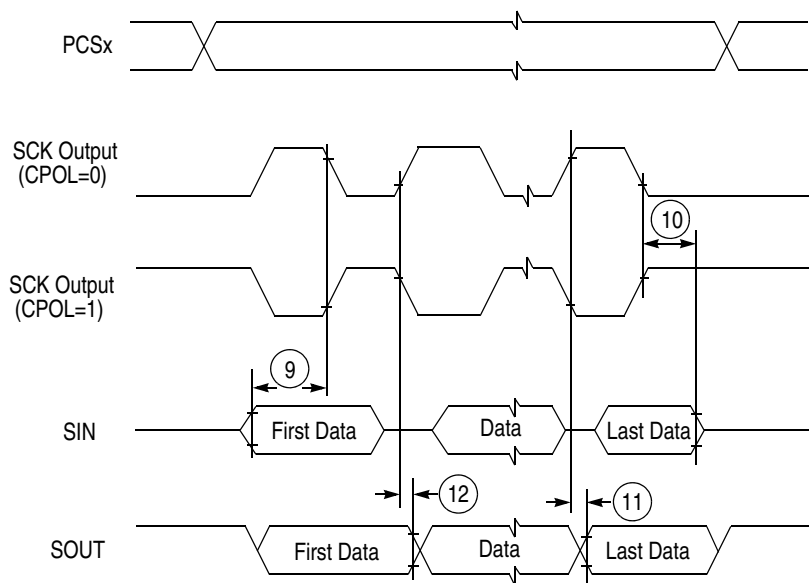 PCSx
SCK Output
(CPOL=0)
10
SCK Output
(CPOL=1)
9
SIN
First Data
Data
Last Data
12
11
SOUT
First Data
Data
Last Data